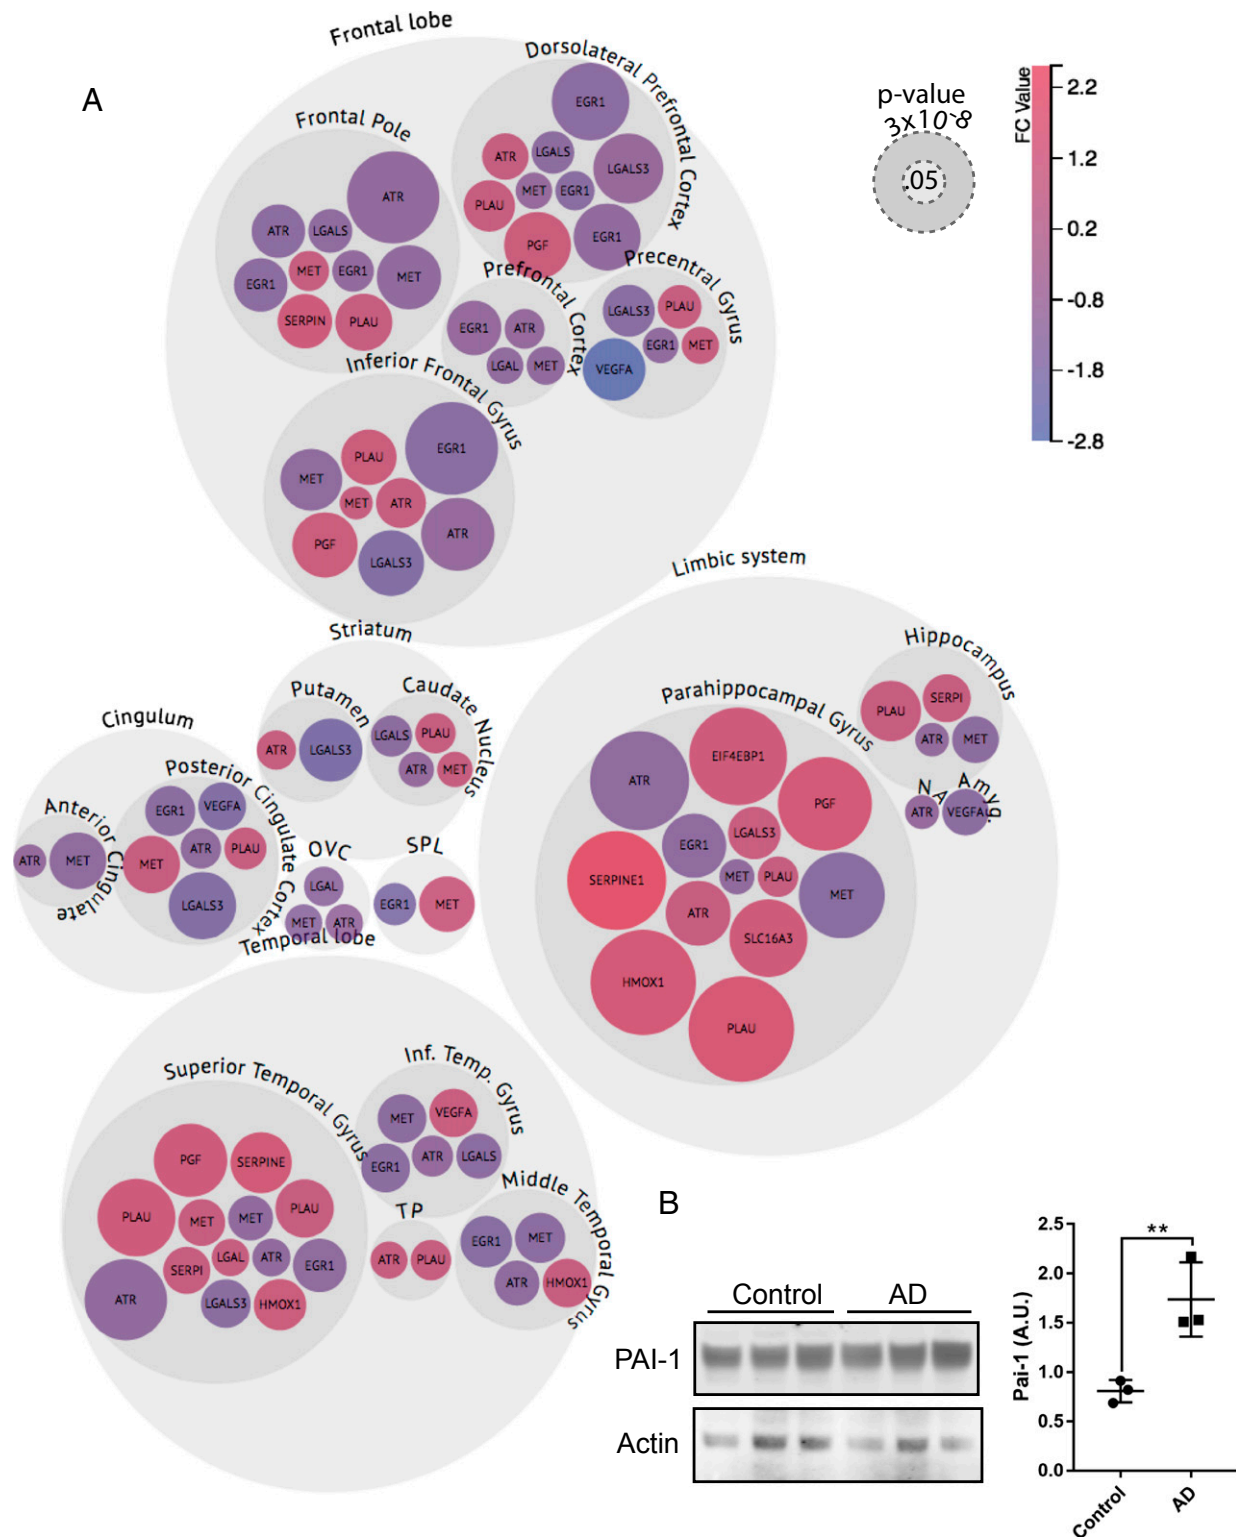 A
Frontal lobe
Dorsolateral Prefrontal Cortex
EGR1
ATR
LGALS
LGALS3
MET
EGR1
PLAU
PGF
EGR1
Frontal Pole
ATR
ATR
LGALS
EGR1
MET
EGR1
MET
SERPIN
PLAU
Prefrontal Cortex
EGR1
ATR
LGAL
MET
Precentral Gyrus
LGALS3
PLAU
EGR1
MET
VEGFA
Inferior Frontal Gyrus
EGR1
PLAU
MET
MET
ATR
PGF
LGALS3
ATR
p-value
3x10-8
.05
FC Value
2.2
1.2
0.2
-0.8
-1.8
-2.8
Striatum
Putamen
ATR
LGALS3
Caudate Nucleus
LGALS
PLAU
ATR
MET
Cingulum
Anterior Cingulate
ATR
MET
Posterior Cingulate Cortex
EGR1
VEGFA
MET
ATR
PLAU
LGALS3
OVC
LGAL
MET
ATR
SPL
EGR1
MET
Limbic system
Hippocampus
PLAU
SERPI
ATR
MET
NA
ATR
Amyg.
VEGFA
Parahippocampal Gyrus
EIF4EBP1
ATR
PGF
EGR1
LGALS3
SERPINE1
MET
PLAU
MET
ATR
SLC16A3
HMOX1
PLAU
Temporal lobe
Superior Temporal Gyrus
PGF
SERPINE
PLAU
MET
MET
PLAU
SERPI
LGAL
ATR
EGR1
ATR
LGALS3
HMOX1
Inf. Temp. Gyrus
MET
VEGFA
EGR1
ATR
LGALS
TP
ATR
PLAU
Middle Temporal Gyrus
EGR1
MET
ATR
HMOX1
B
Control
AD
PAI-1
Actin
Pai-1 (A.U.)
2.5
2.0
1.5
1.0
0.5
0.0
**
Control
AD